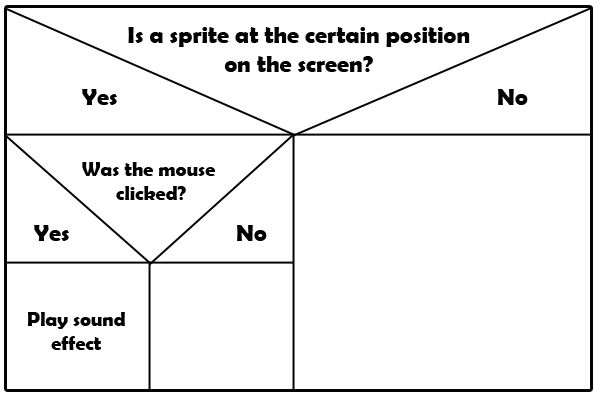 Is a sprite at the certain position
on the screen?
Yes
No
Was the mouse
clicked?
Yes
No
Play sound
effect